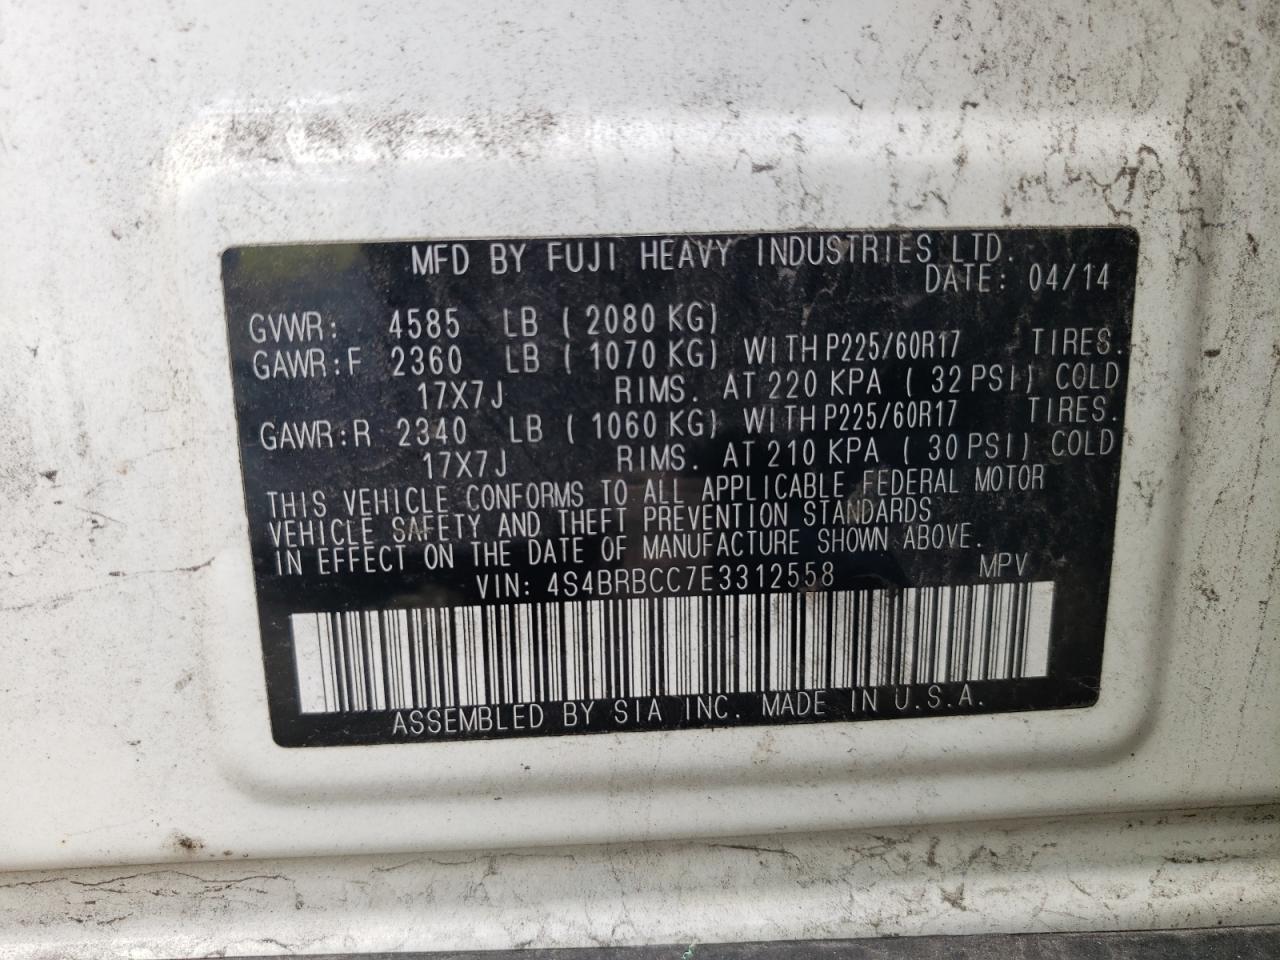 MFD BY FUJI HEAVY INDUSTRIES LTD.
DATE: 04/14
GVWR: 4585 LB ( 2080 KG)
GAWR:F 2360 LB ( 1070 KG) WITH P225/60R17 TIRES.
17X7J RIMS. AT 220 KPA ( 32 PSI) COLD
GAWR:R 2340 LB ( 1060 KG) WITH P225/60R17 TIRES.
17X7J RIMS. AT 210 KPA ( 30 PSI) COLD
THIS VEHICLE CONFORMS TO ALL APPLICABLE FEDERAL MOTOR
VEHICLE SAFETY AND THEFT PREVENTION STANDARDS
IN EFFECT ON THE DATE OF MANUFACTURE SHOWN ABOVE.
VIN: 4S4BRBCC7E3312558 MPV
ASSEMBLED BY SIA INC. MADE IN U.S.A.